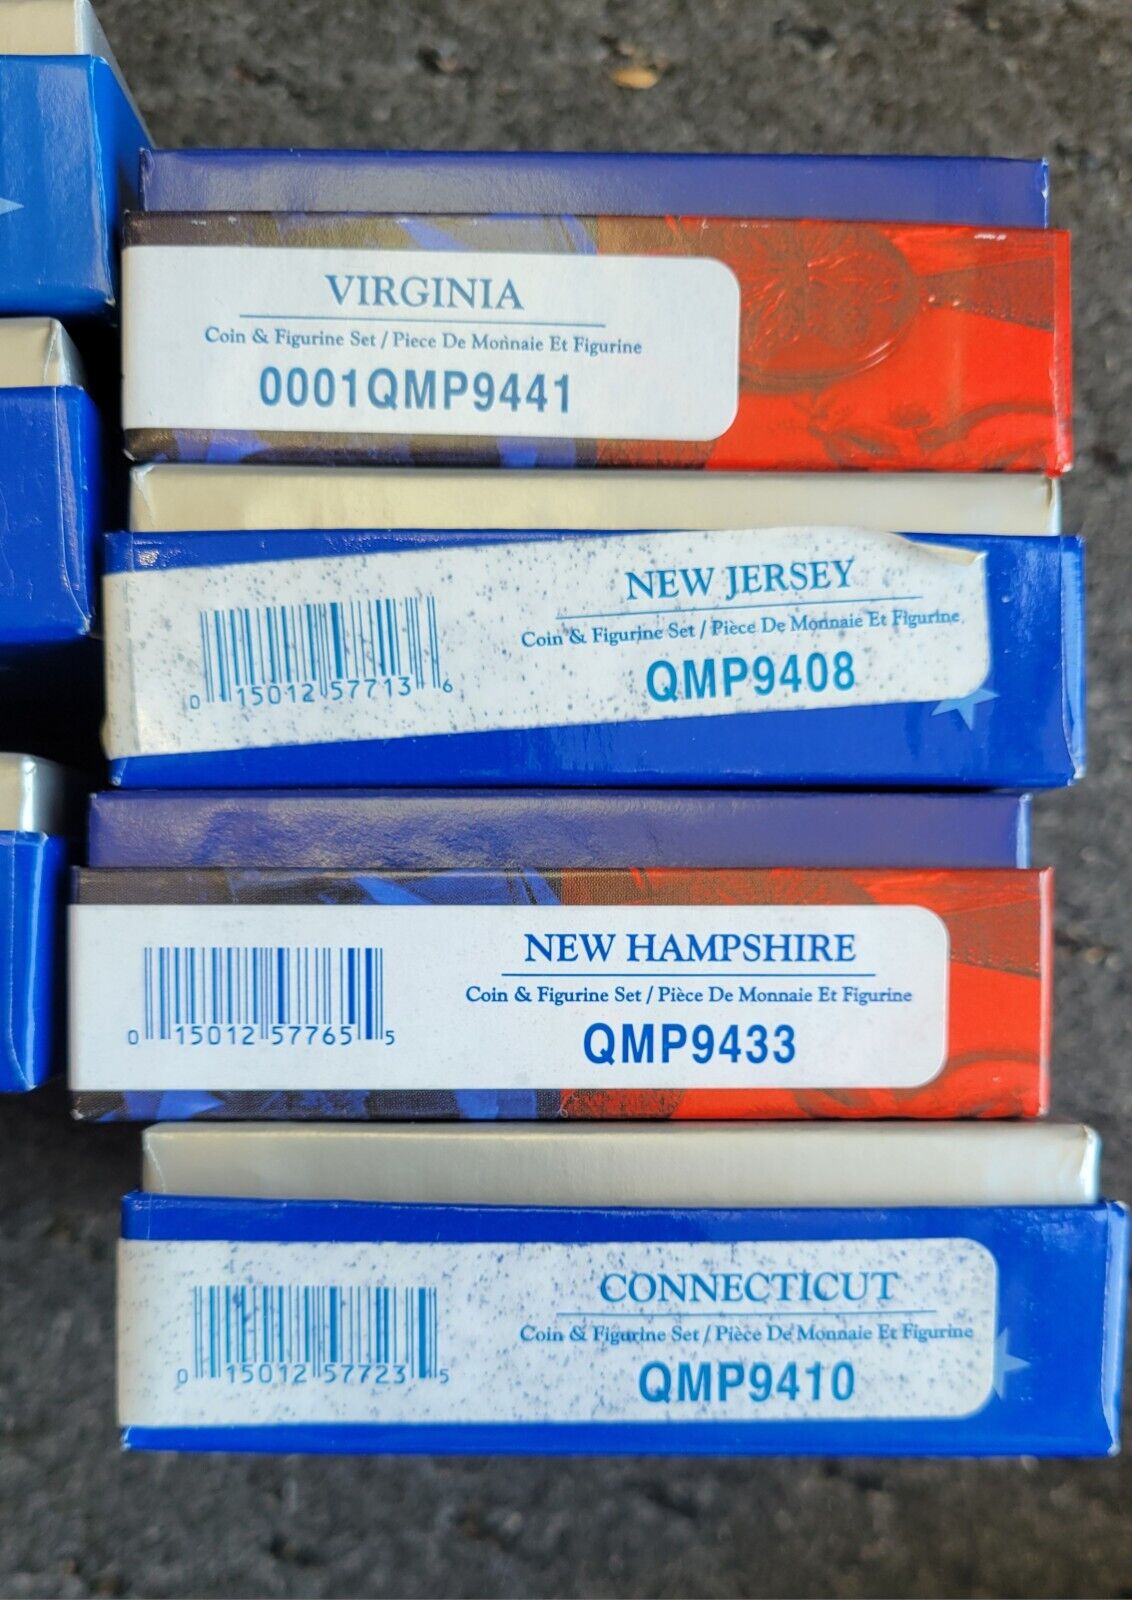 VIRGINIA
Coin & Figurine Set / Piece De Monnaie Et Figurine
0001QMP9441
NEW JERSEY
Coin & Figurine Set / Pièce De Monnaie Et Figurine
QMP9408
0 15012 57713 6
NEW HAMPSHIRE
Coin & Figurine Set / Pièce De Monnaie Et Figurine
QMP9433
0 15012 57765 5
CONNECTICUT
Coin & Figurine Set / Pièce De Monnaie Et Figurine
QMP9410
0 15012 57723 5